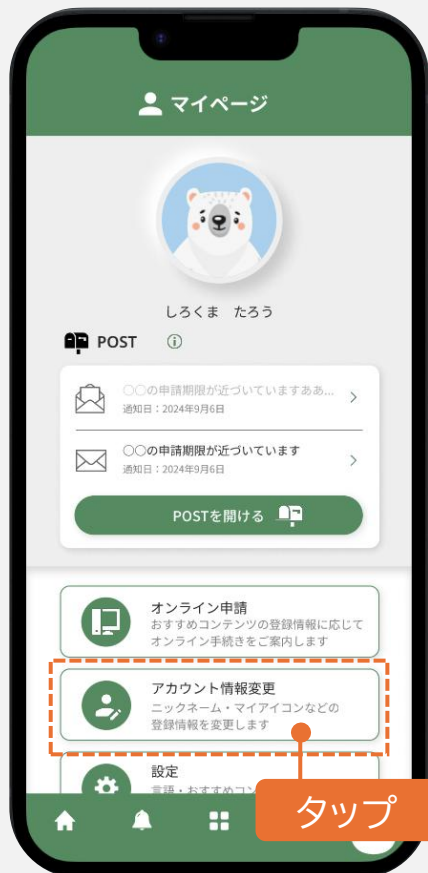 マイページ
しろくま たろう
POST
〇〇の申請期限が近づいていますああ...
通知日：2024年9月6日
〇〇の申請期限が近づいています
通知日：2024年9月6日
POSTを開ける
オンライン申請
おすすめコンテンツの登録情報に応じて
オンライン手続きをご案内します
アカウント情報変更
ニックネーム・マイアイコンなどの
登録情報を変更します
設定
言語・おすすめコン
タップ